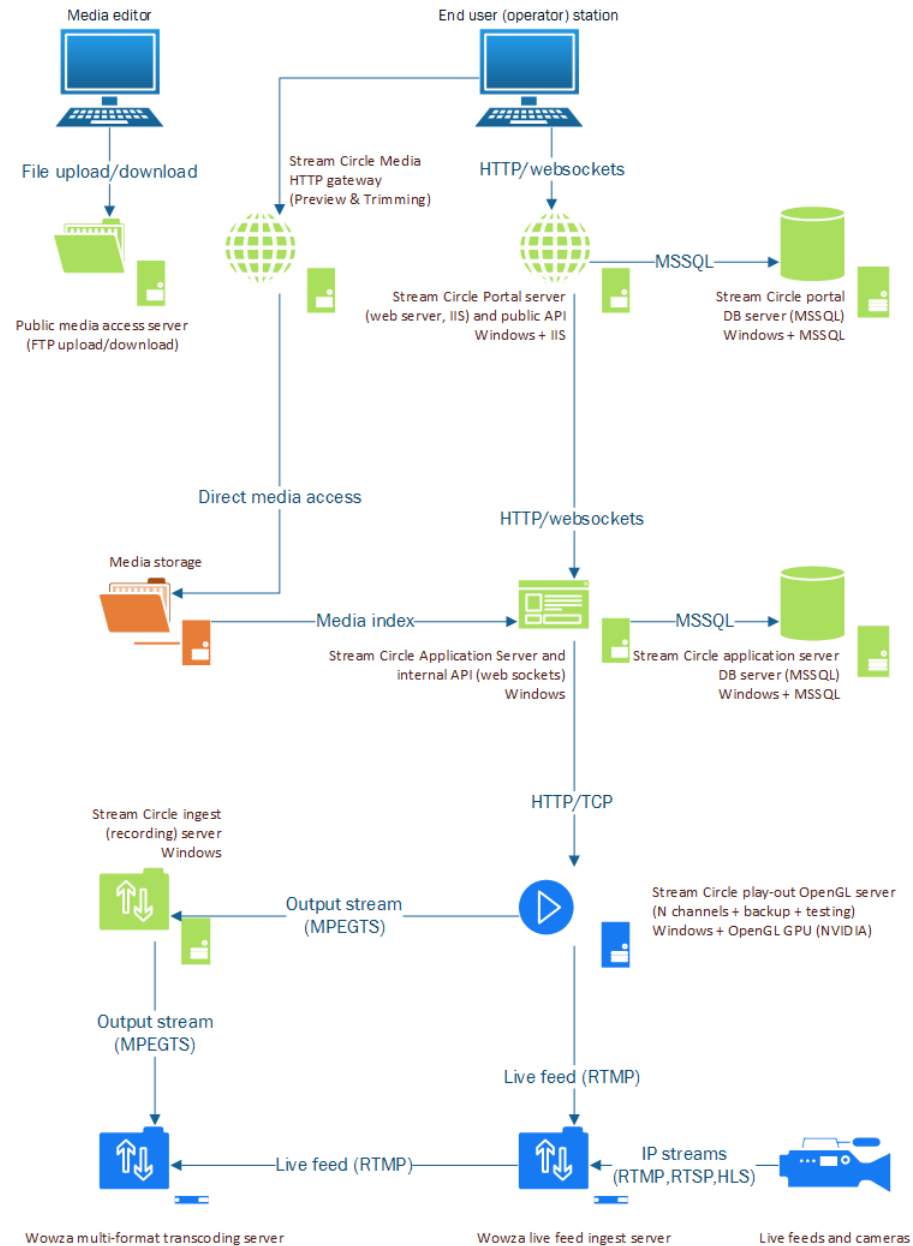 Media editor
End user (operator) station
File upload/download
Stream Circle Media
HTTP gateway
(Preview & Trimming)
HTTP/websockets
MSSQL
Public media access server
(FTP upload/download)
Stream Circle Portal server
(web server, IIS) and public API
Windows + IIS
Stream Circle portal
DB server (MSSQL)
Windows + MSSQL
Direct media access
HTTP/websockets
Media storage
Media index
MSSQL
Stream Circle Application Server and
internal API (web sockets)
Windows
Stream Circle application server
DB server (MSSQL)
Windows + MSSQL
HTTP/TCP
Stream Circle ingest
(recording) server
Windows
Output stream
(MPEGTS)
Stream Circle play-out OpenGL server
(N channels + backup + testing)
Windows + OpenGL GPU (NVIDIA)
Output stream
(MPEGTS)
Live feed (RTMP)
Live feed (RTMP)
IP streams
(RTMP,RTSP,HLS)
Wowza multi-format transcoding server
Wowza live feed ingest server
Live feeds and cameras